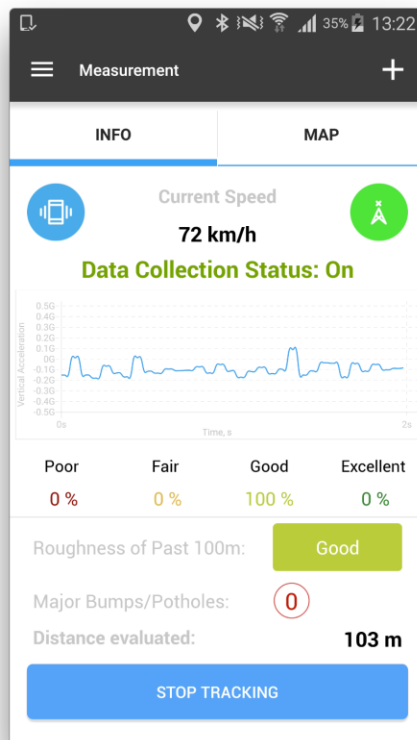 35% 13:22
Measurement
INFO MAP
Current Speed
72 km/h
Data Collection Status: On
Vertical Acceleration
0.5G
0.4G
0.3G
0.2G
0.1G
0G
-0.1G
-0.2G
-0.3G
-0.4G
-0.5G
0s 2s
Time, s
Poor Fair Good Excellent
0 % 0 % 100 % 0 %
Roughness of Past 100m: Good
Major Bumps/Potholes: 0
Distance evaluated: 103 m
STOP TRACKING